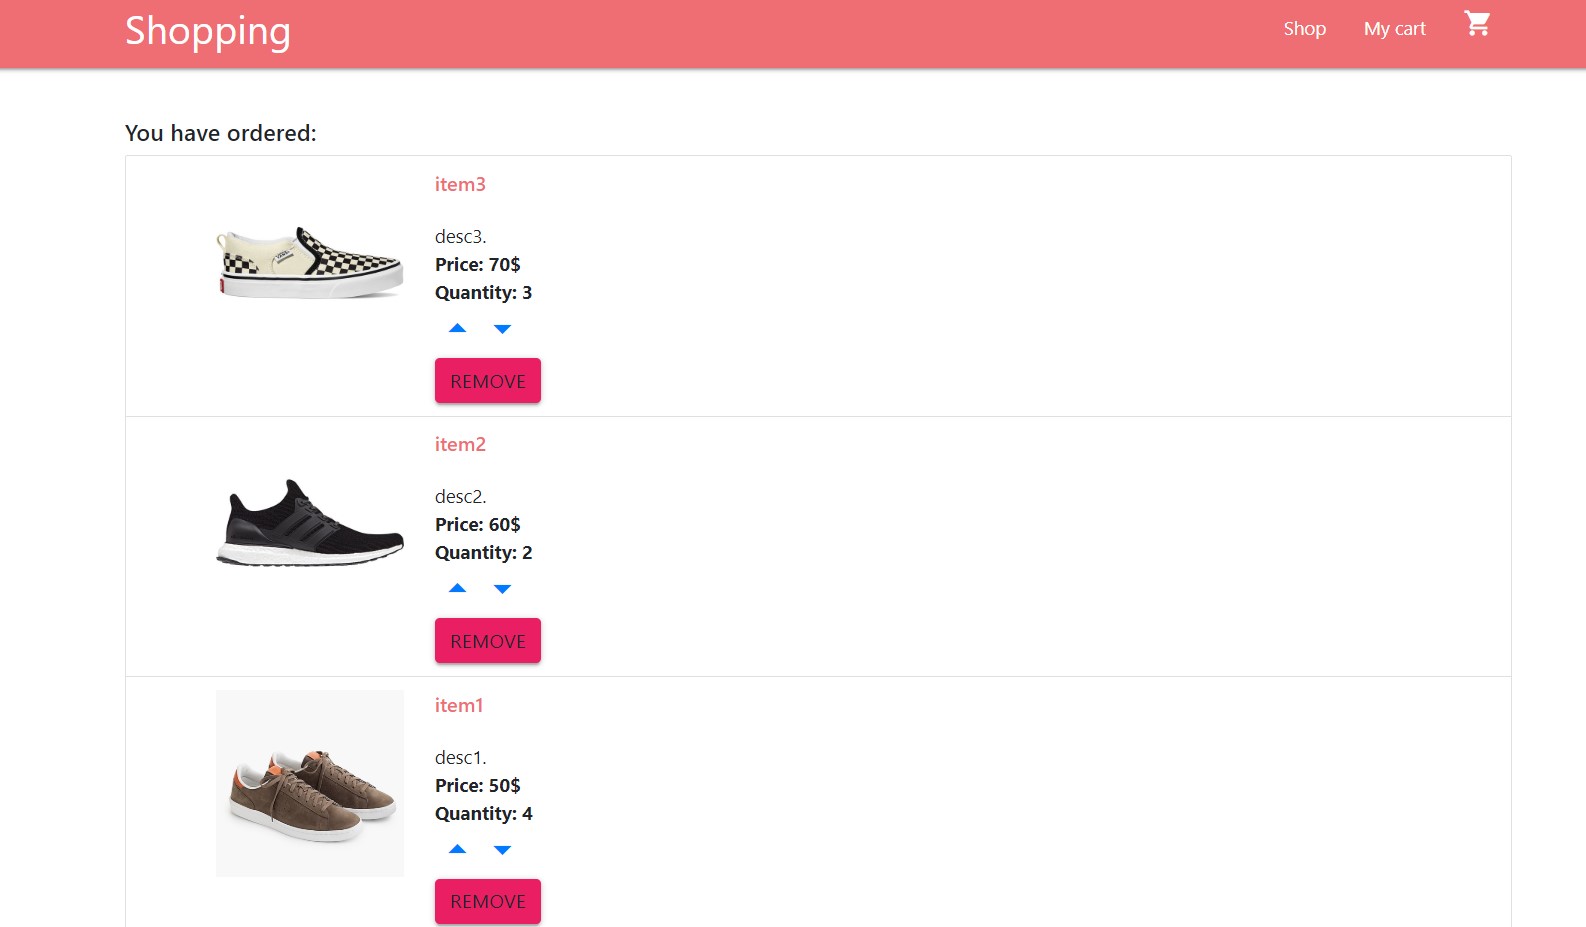 Shopping
Shop
My cart
You have ordered:
item3
desc3.
Price: 70$
Quantity: 3
REMOVE
item2
desc2.
Price: 60$
Quantity: 2
REMOVE
item1
desc1.
Price: 50$
Quantity: 4
REMOVE